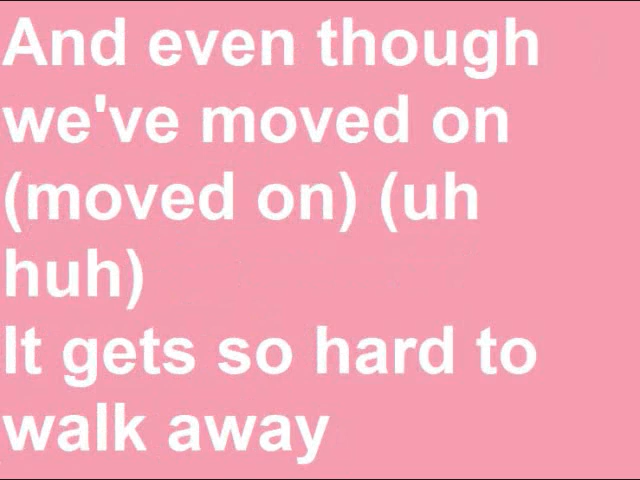 And even though
we've moved on
(moved on) (uh
huh)
It gets so hard to
walk away